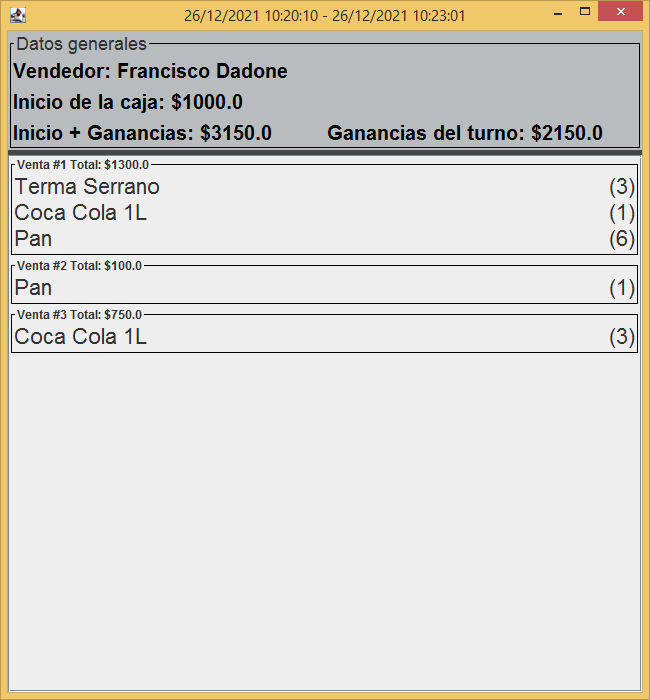 26/12/2021 10:20:10 - 26/12/2021 10:23:01
Datos generales
Vendedor: Francisco Dadone
Inicio de la caja: $1000.0
Inicio + Ganancias: $3150.0 Ganancias del turno: $2150.0
Venta #1 Total: $1300.0
Terma Serrano (3)
Coca Cola 1L (1)
Pan (6)
Venta #2 Total: $100.0
Pan (1)
Venta #3 Total: $750.0
Coca Cola 1L (3)